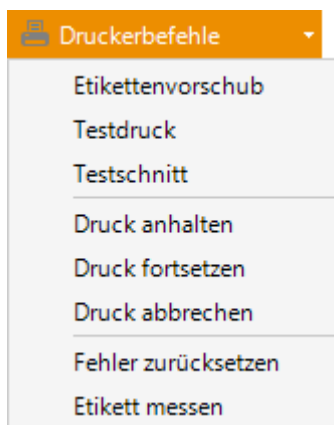 Druckerbefehle
Etikettenvorschub
Testdruck
Testschnitt
Druck anhalten
Druck fortsetzen
Druck abbrechen
Fehler zurücksetzen
Etikett messen